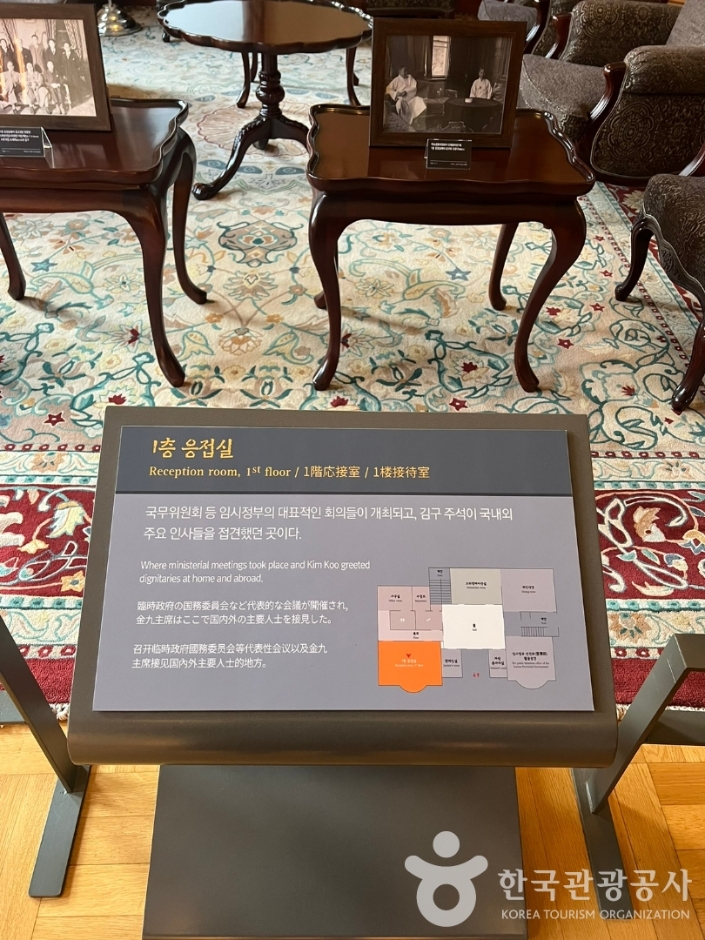 1층 응접실
Reception room, 1st floor / 1階応接室 / 1楼接待室
국무위원회 등 임시정부의 대표적인 회의들이 개최되고, 김구 주석이 국내외
주요 인사들을 접견했던 곳이다.
Where ministerial meetings took place and Kim Koo greeted
dignitaries at home and abroad.
臨時政府の国務委員会など代表的な会議が開催され、
金九主席はここで国内外の主要人士を接見した。
召开临時政府國務委员会等代表性会议以及金九
主席接见国内外主要人士的地方。
한국관광공사
KOREA TOURISM ORGANIZATION